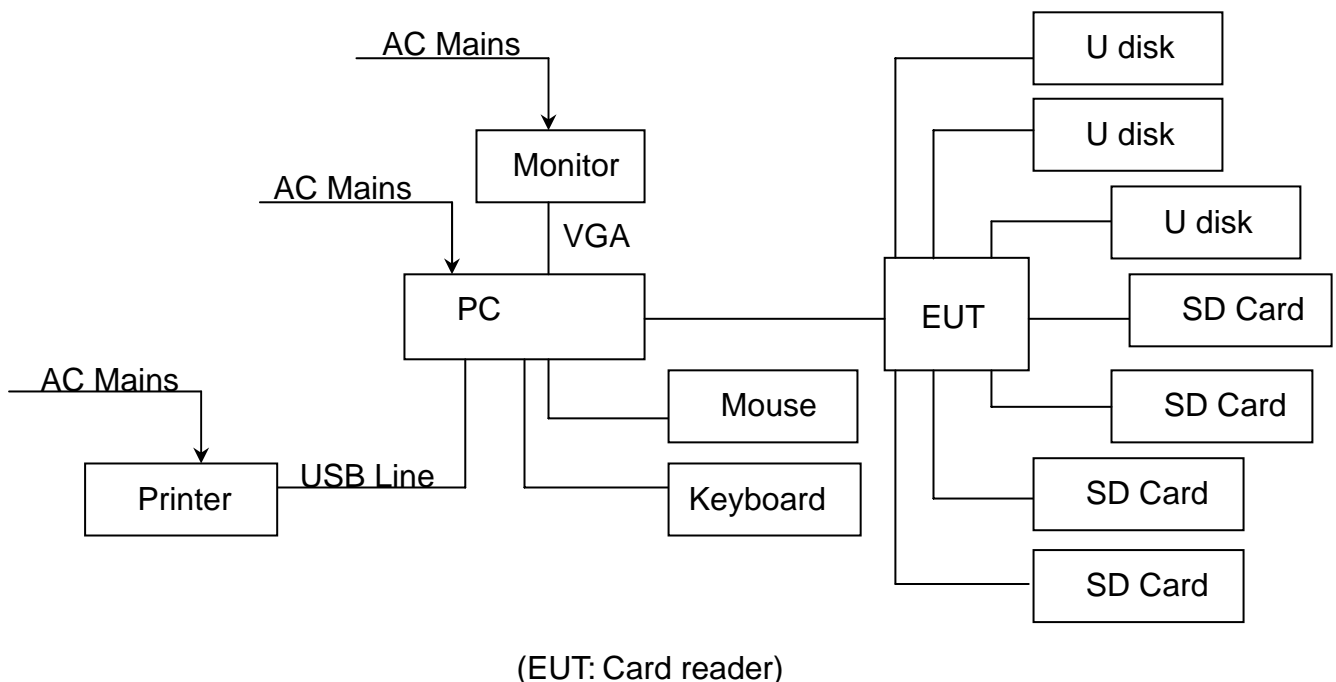 AC Mains
U disk
U disk
Monitor
AC Mains
U disk
VGA
PC
EUT
SD Card
AC Mains
Mouse
SD Card
USB Line
Printer
Keyboard
SD Card
SD Card
(EUT: Card reader)